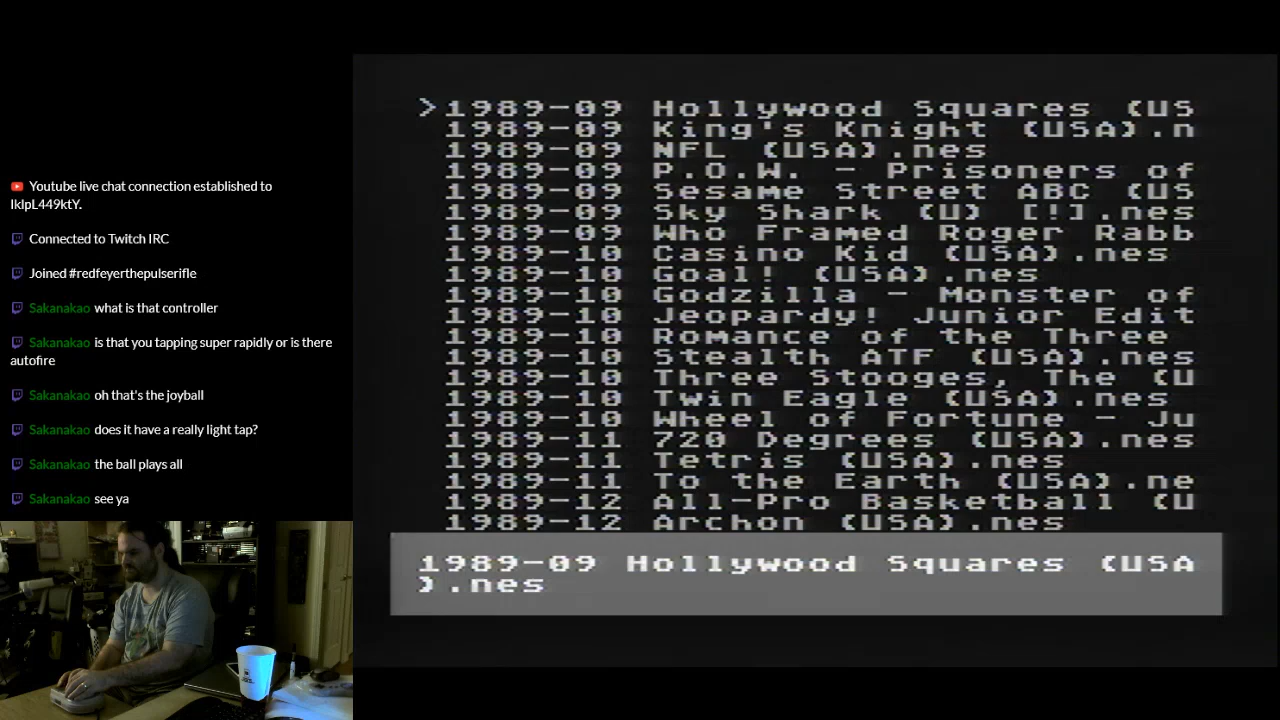 Youtube live chat connection established to
lklpL449ktY.
Connected to Twitch IRC
Joined #redfeyerthepulserifle
Sakanakao what is that controller
Sakanakao is that you tapping super rapidly or is there
autofire
Sakanakao oh that's the joyball
Sakanakao does it have a really light tap?
Sakanakao the ball plays all
Sakanakao see ya
>1989-09 Hollywood Squares (US
1989-09 King's Knight (USA).n
1989-09 NFL (USA).nes
1989-09 P.O.W. - Prisoners of
1989-09 Sesame Street ABC (US
1989-09 Sky Shark (U) [!].nes
1989-09 Who Framed Roger Rabb
1989-10 Casino Kid (USA).nes
1989-10 Goal! (USA).nes
1989-10 Godzilla - Monster of
1989-10 Jeopardy! Junior Edit
1989-10 Romance of the Three
1989-10 Stealth ATF (USA).nes
1989-10 Three Stooges, The (U
1989-10 Twin Eagle (USA).nes
1989-10 Wheel of Fortune - Ju
1989-11 720 Degrees (USA).nes
1989-11 Tetris (USA).nes
1989-11 To the Earth (USA).ne
1989-12 All-Pro Basketball (U
1989-12 Archon (USA).nes
1989-09 Hollywood Squares (USA
).nes